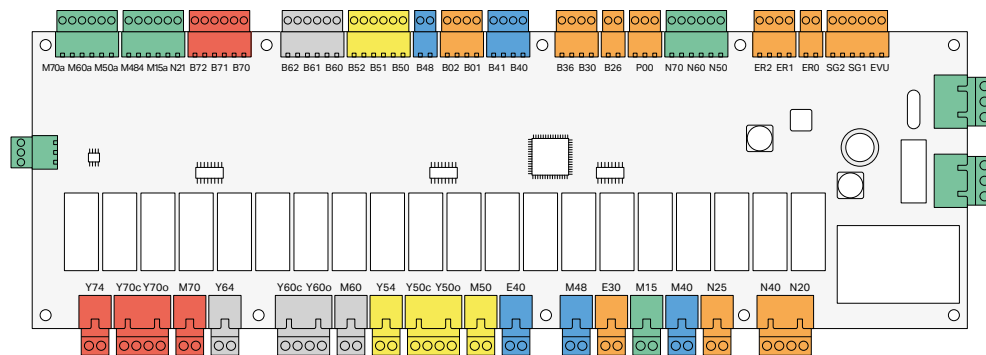 M70a M60a M50a M484 M15a N21 B72 B71 B70 B62 B61 B60 B52 B51 B50 B48 B02 B01 B41 B40 B36 B30 B26 P00 N70 N60 N50 ER2 ER1 ER0 SG2 SG1 EVU
Y74 Y70c Y70o M70 Y64 Y60c Y60o M60 Y54 Y50c Y50o M50 E40 M48 E30 M15 M40 N25 N40 N20